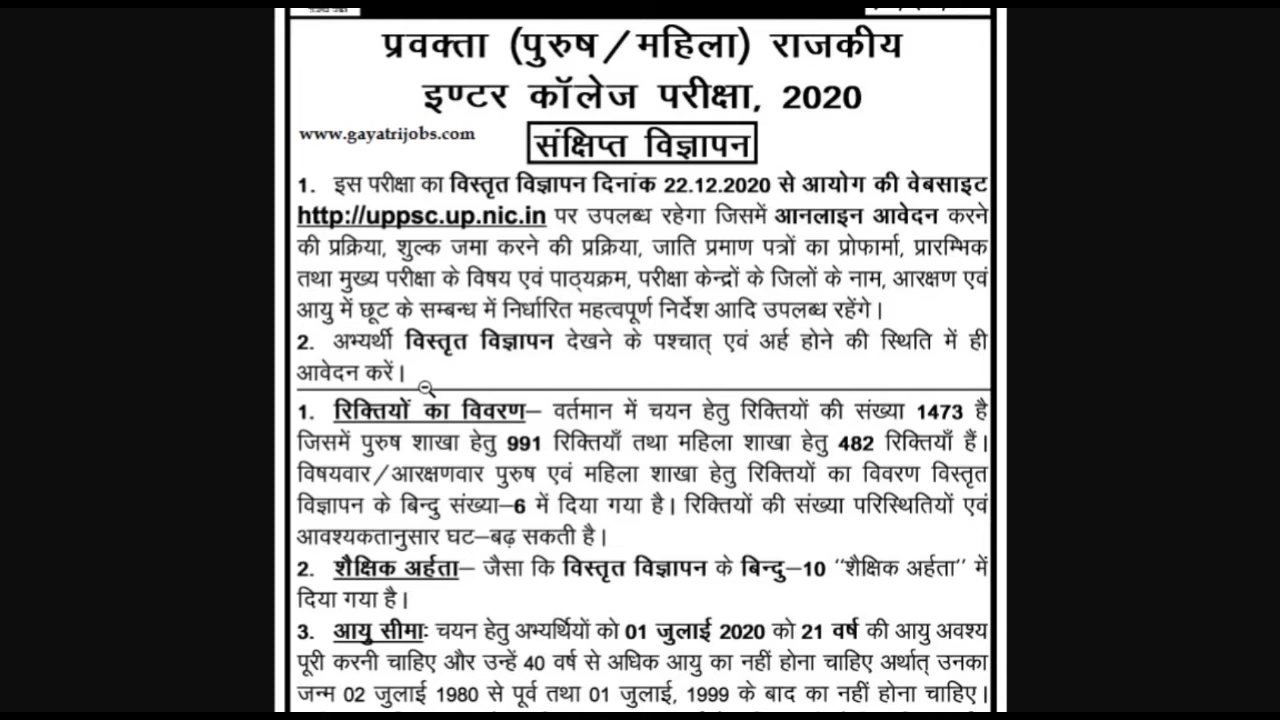 प्रवक्ता (पुरुष/महिला) राजकीय
इण्टर कॉलेज परीक्षा, 2020
www.gayatrijobs.com
संक्षिप्त विज्ञापन
1. इस परीक्षा का विस्तृत विज्ञापन दिनांक 22.12.2020 से आयोग की वेबसाइट
http://uppsc.up.nic.in पर उपलब्ध रहेगा जिसमें आनलाइन आवेदन करने
की प्रक्रिया, शुल्क जमा करने की प्रक्रिया, जाति प्रमाण पत्रों का प्रोफार्मा, प्रारम्भिक
तथा मुख्य परीक्षा के विषय एवं पाठ्यक्रम, परीक्षा केन्द्रों के जिलों के नाम, आरक्षण एवं
आयु में छूट के सम्बन्ध में निर्धारित महत्वपूर्ण निर्देश आदि उपलब्ध रहेंगे।
2. अभ्यर्थी विस्तृत विज्ञापन देखने के पश्चात् एवं अर्ह होने की स्थिति में ही
आवेदन करें।
1. रिक्तियों का विवरण– वर्तमान में चयन हेतु रिक्तियों की संख्या 1473 है
जिसमें पुरुष शाखा हेतु 991 रिक्तियाँ तथा महिला शाखा हेतु 482 रिक्तियाँ हैं।
विषयवार/आरक्षणवार पुरुष एवं महिला शाखा हेतु रिक्तियों का विवरण विस्तृत
विज्ञापन के बिन्दु संख्या–6 में दिया गया है। रिक्तियों की संख्या परिस्थितियों एवं
आवश्यकतानुसार घट–बढ़ सकती है।
2. शैक्षिक अर्हता– जैसा कि विस्तृत विज्ञापन के बिन्दु–10 "शैक्षिक अर्हता" में
दिया गया है।
3. आयु सीमाः चयन हेतु अभ्यर्थियों को 01 जुलाई 2020 को 21 वर्ष की आयु अवश्य
पूरी करनी चाहिए और उन्हें 40 वर्ष से अधिक आयु का नहीं होना चाहिए अर्थात् उनका
जन्म 02 जुलाई 1980 से पूर्व तथा 01 जुलाई, 1999 के बाद का नहीं होना चाहिए।